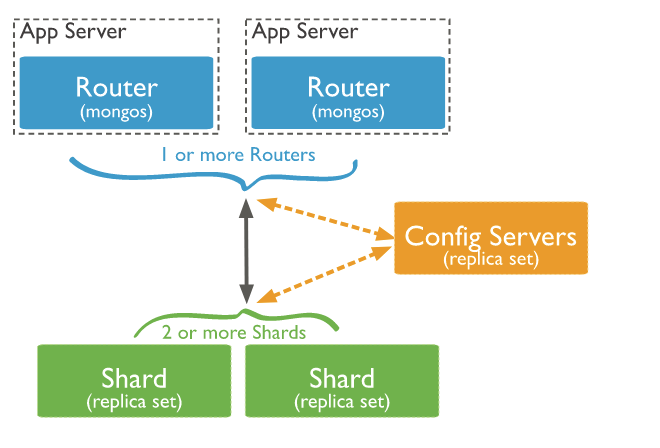 App Server
Router
(mongos)
App Server
Router
(mongos)
1 or more Routers
Config Servers
(replica set)
2 or more Shards
Shard
(replica set)
Shard
(replica set)